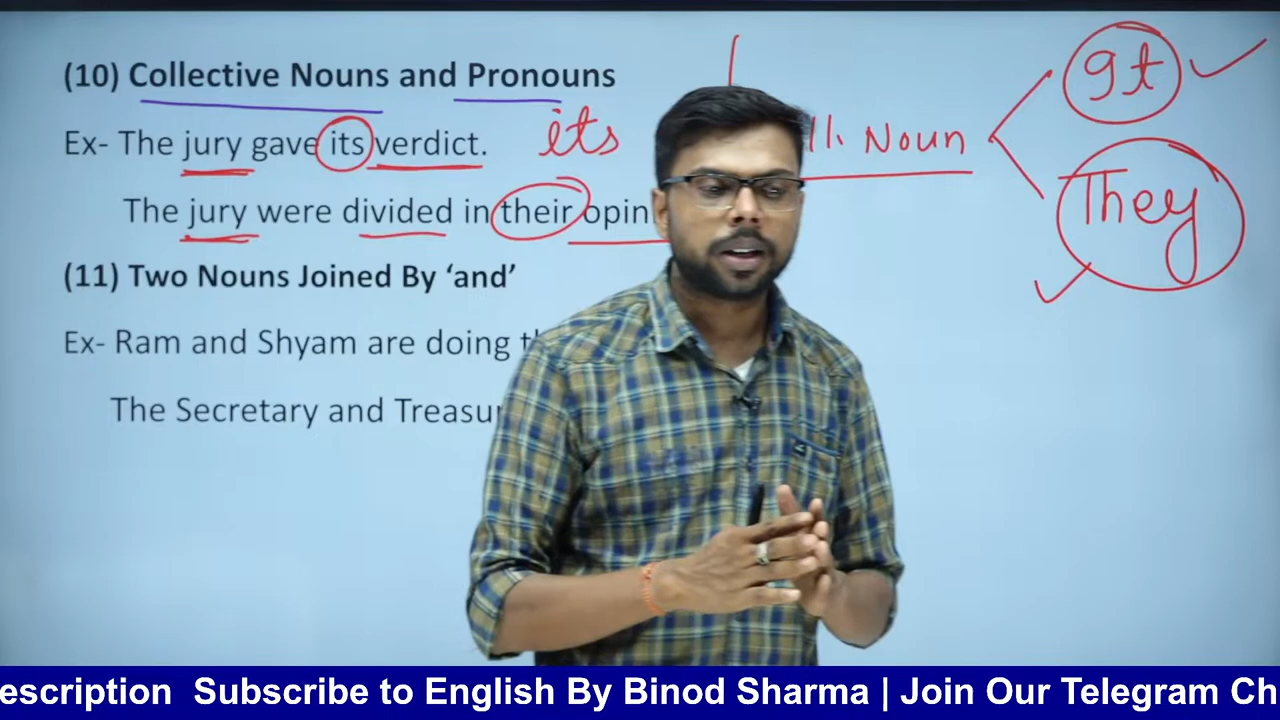 (10) Collective Nouns and Pronouns
It
Ex- The jury gave its verdict. its ll. Noun
The jury were divided in their opin
They
(11) Two Nouns Joined By ‘and’
Ex- Ram and Shyam are doing t
The Secretary and Treasu
escription Subscribe to English By Binod Sharma | Join Our Telegram Ch